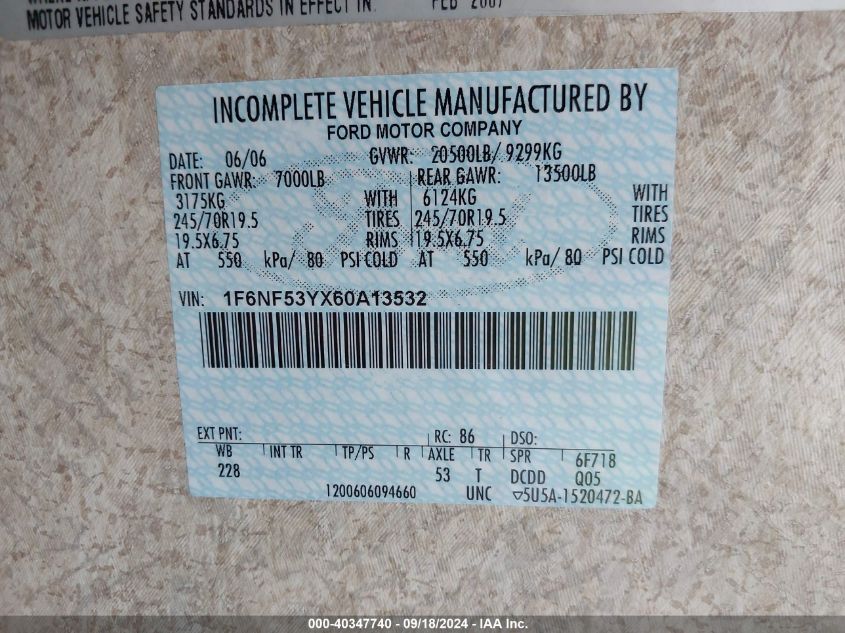 MOTOR VEHICLE SAFETY STANDARDS IN EFFECT IN: FEB 2007
INCOMPLETE VEHICLE MANUFACTURED BY
FORD MOTOR COMPANY
DATE: 06/06 GVWR: 20500LB/ 9299KG
FRONT GAWR: 7000LB REAR GAWR: 13500LB
3175KG WITH 6124KG WITH
245/70R19.5 TIRES 245/70R19.5 TIRES
19.5X6.75 RIMS 19.5X6.75 RIMS
AT 550 kPa/ 80 PSI COLD AT 550 kPa/ 80 PSI COLD
VIN: 1F6NF53YX60A13532
EXT PNT: RC: 86 DSO:
WB INT TR TP/PS R AXLE TR SPR 6F718
228 53 T DCDD Q05
1200606094660 UNC ▽5U5A-1520472-BA
000-40347740 - 09/18/2024 - IAA Inc.